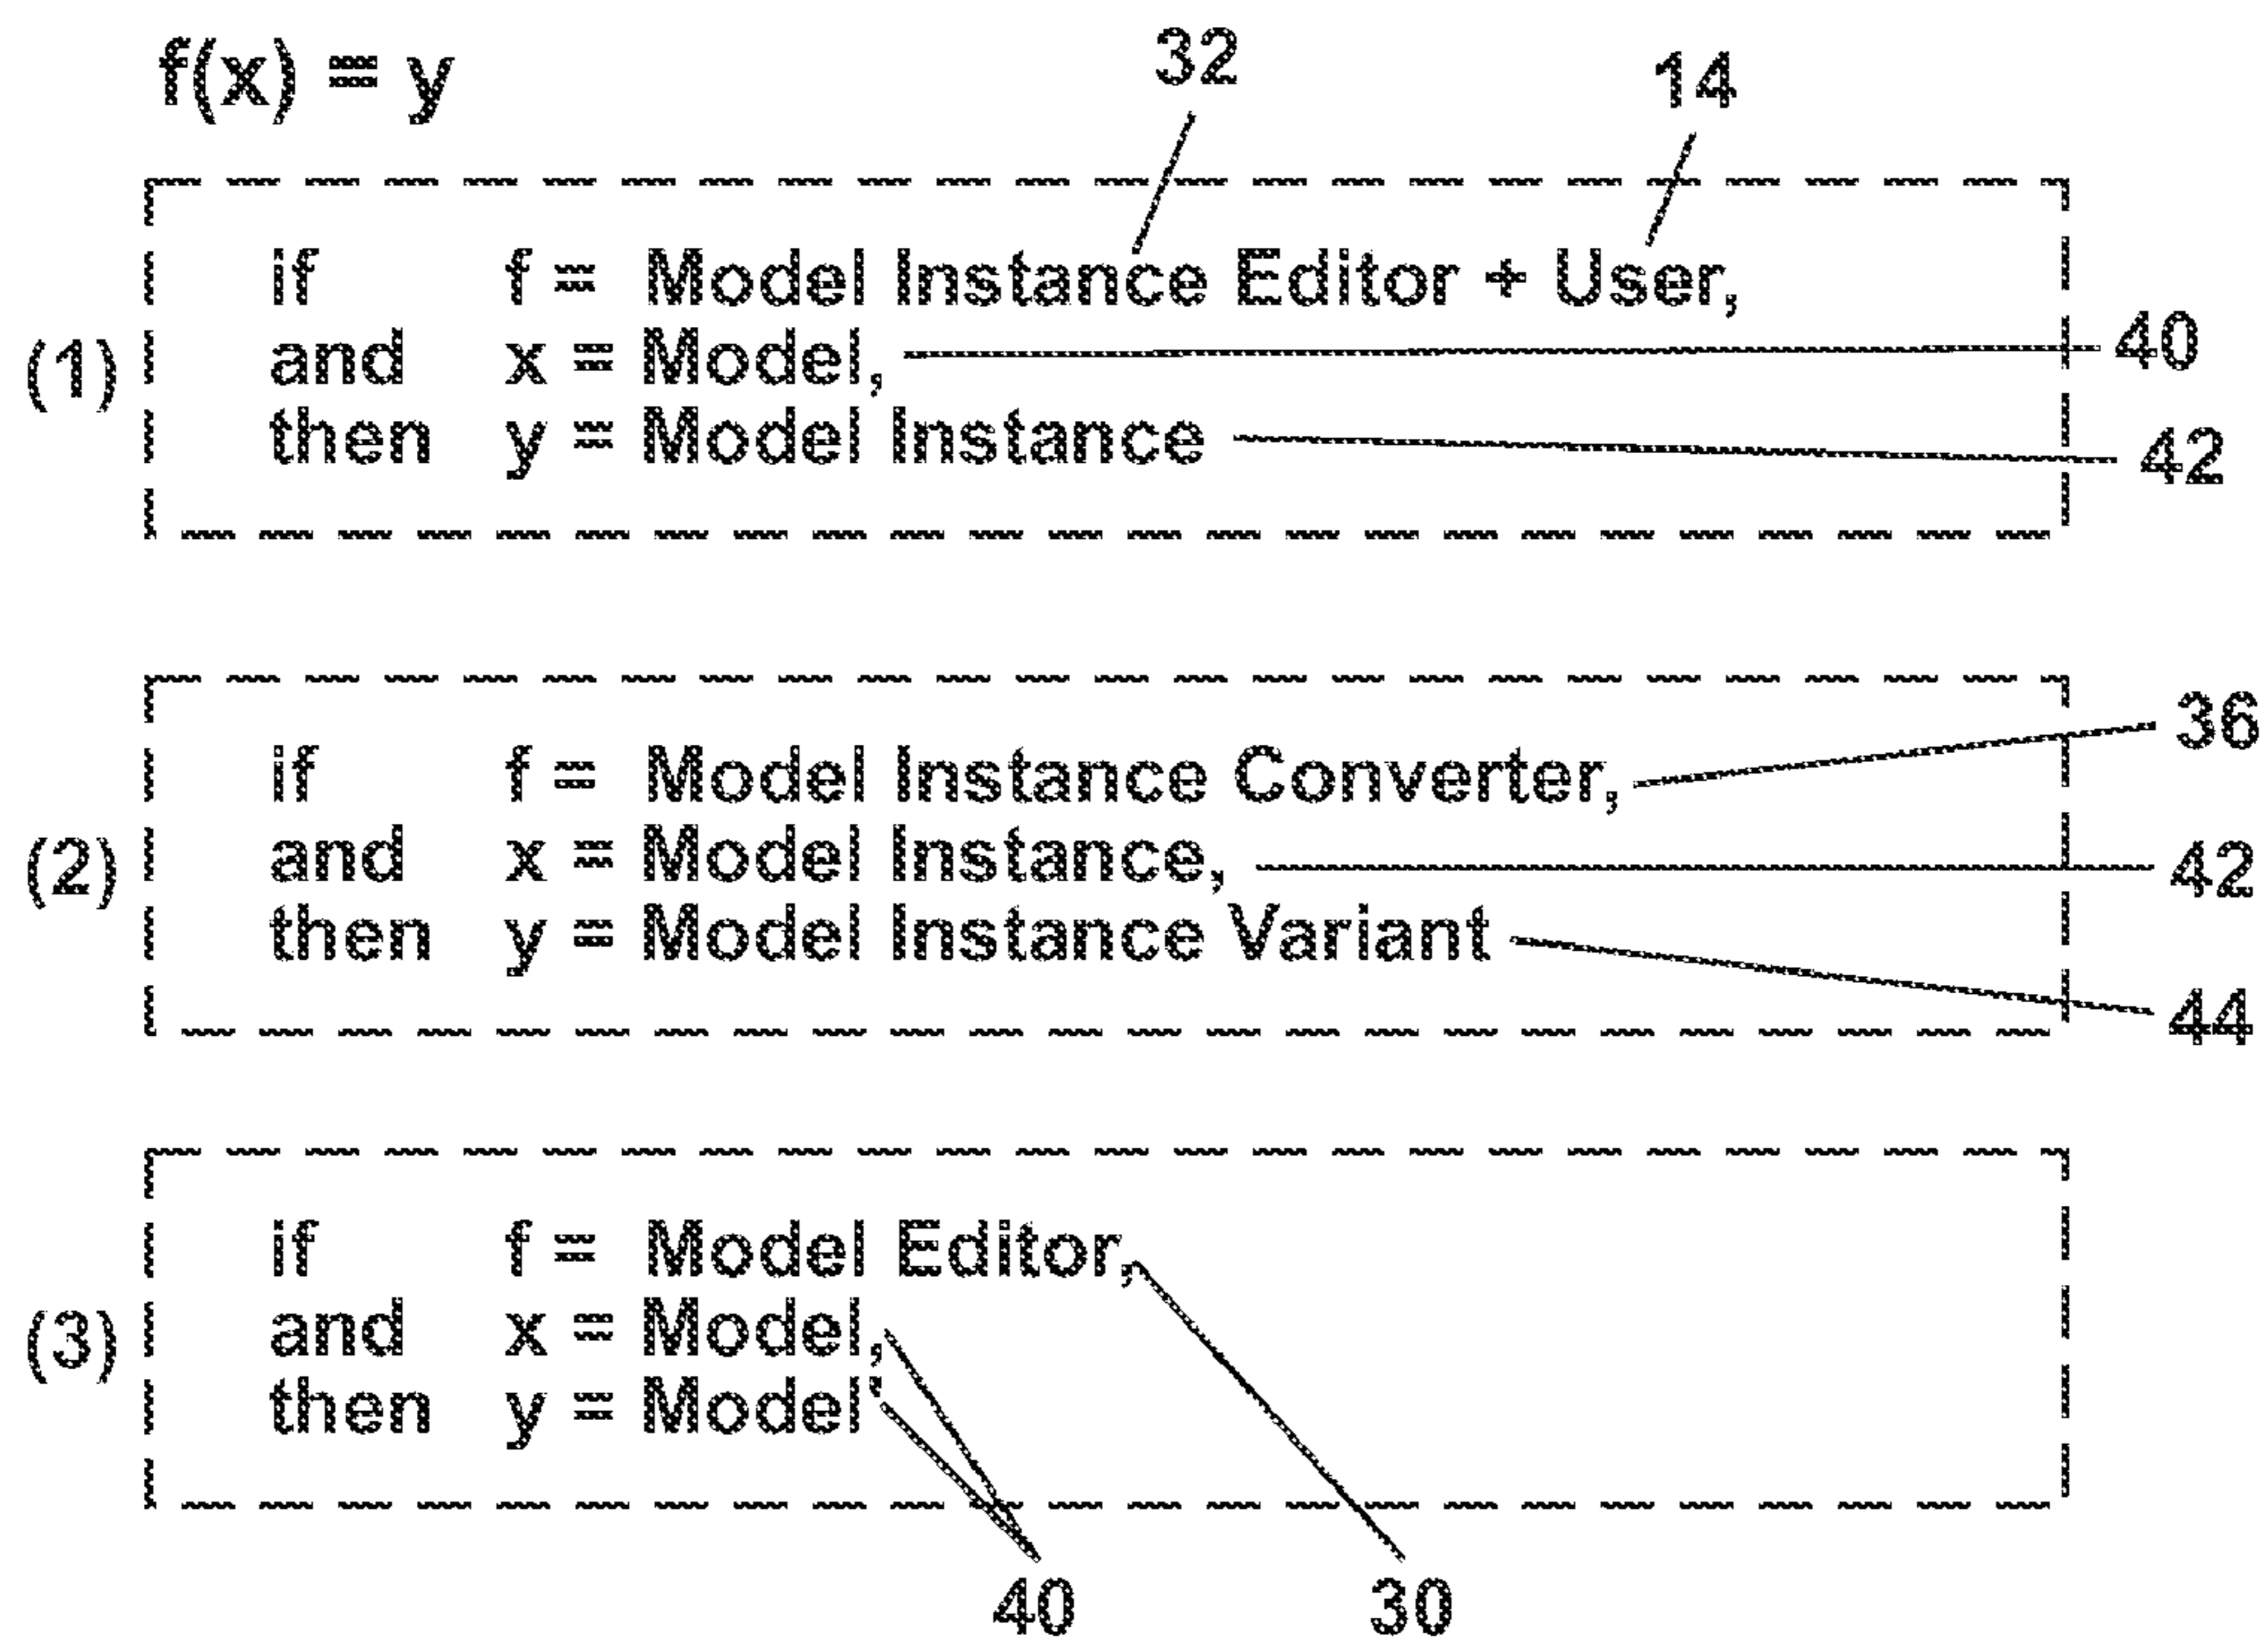 f(x) = y
32
14
if f = Model Instance Editor + User,
(1) and x = Model, 40
then y = Model Instance 42
36
if f = Model Instance Converter,
(2) and x = Model Instance, 42
then y = Model Instance Variant
44
if f = Model Editor,
(3) and x = Model,
then y = Model‘
40 30